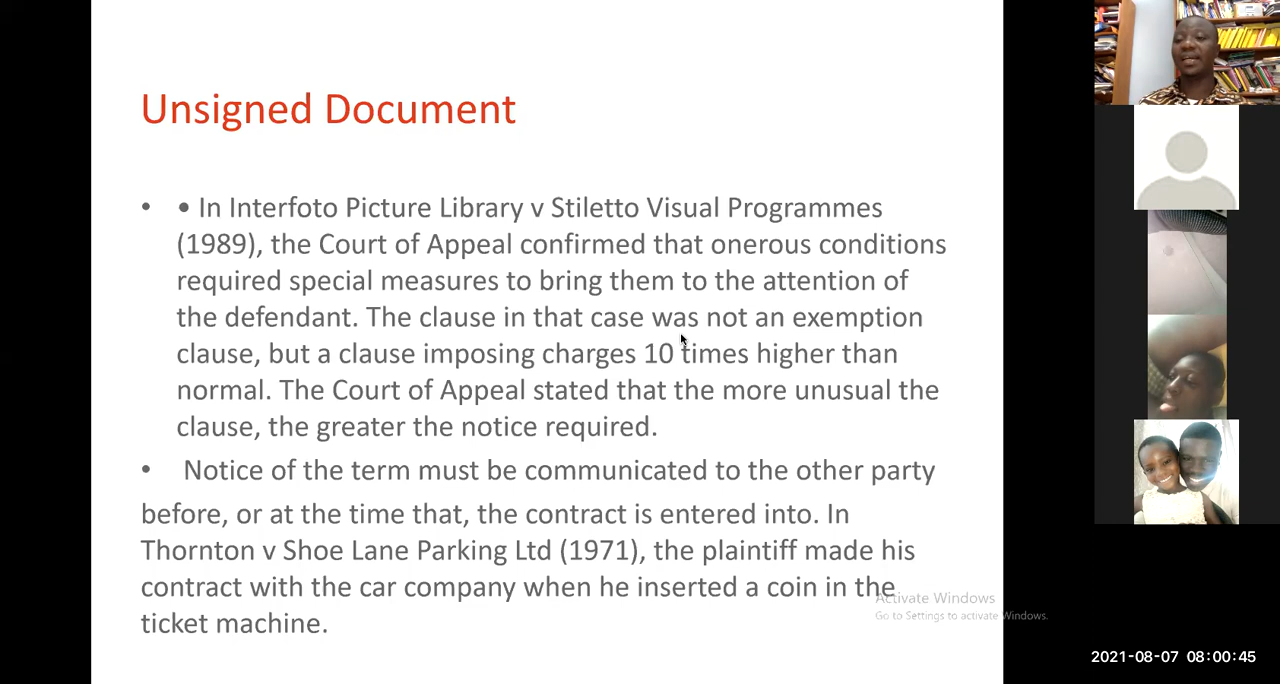 Unsigned Document
• • In Interfoto Picture Library v Stiletto Visual Programmes
(1989), the Court of Appeal confirmed that onerous conditions
required special measures to bring them to the attention of
the defendant. The clause in that case was not an exemption
clause, but a clause imposing charges 10 times higher than
normal. The Court of Appeal stated that the more unusual the
clause, the greater the notice required.
• Notice of the term must be communicated to the other party
before, or at the time that, the contract is entered into. In
Thornton v Shoe Lane Parking Ltd (1971), the plaintiff made his
contract with the car company when he inserted a coin in the
ticket machine.
Activate Windows
Go to Settings to activate Windows.
2021-08-07 08:00:45